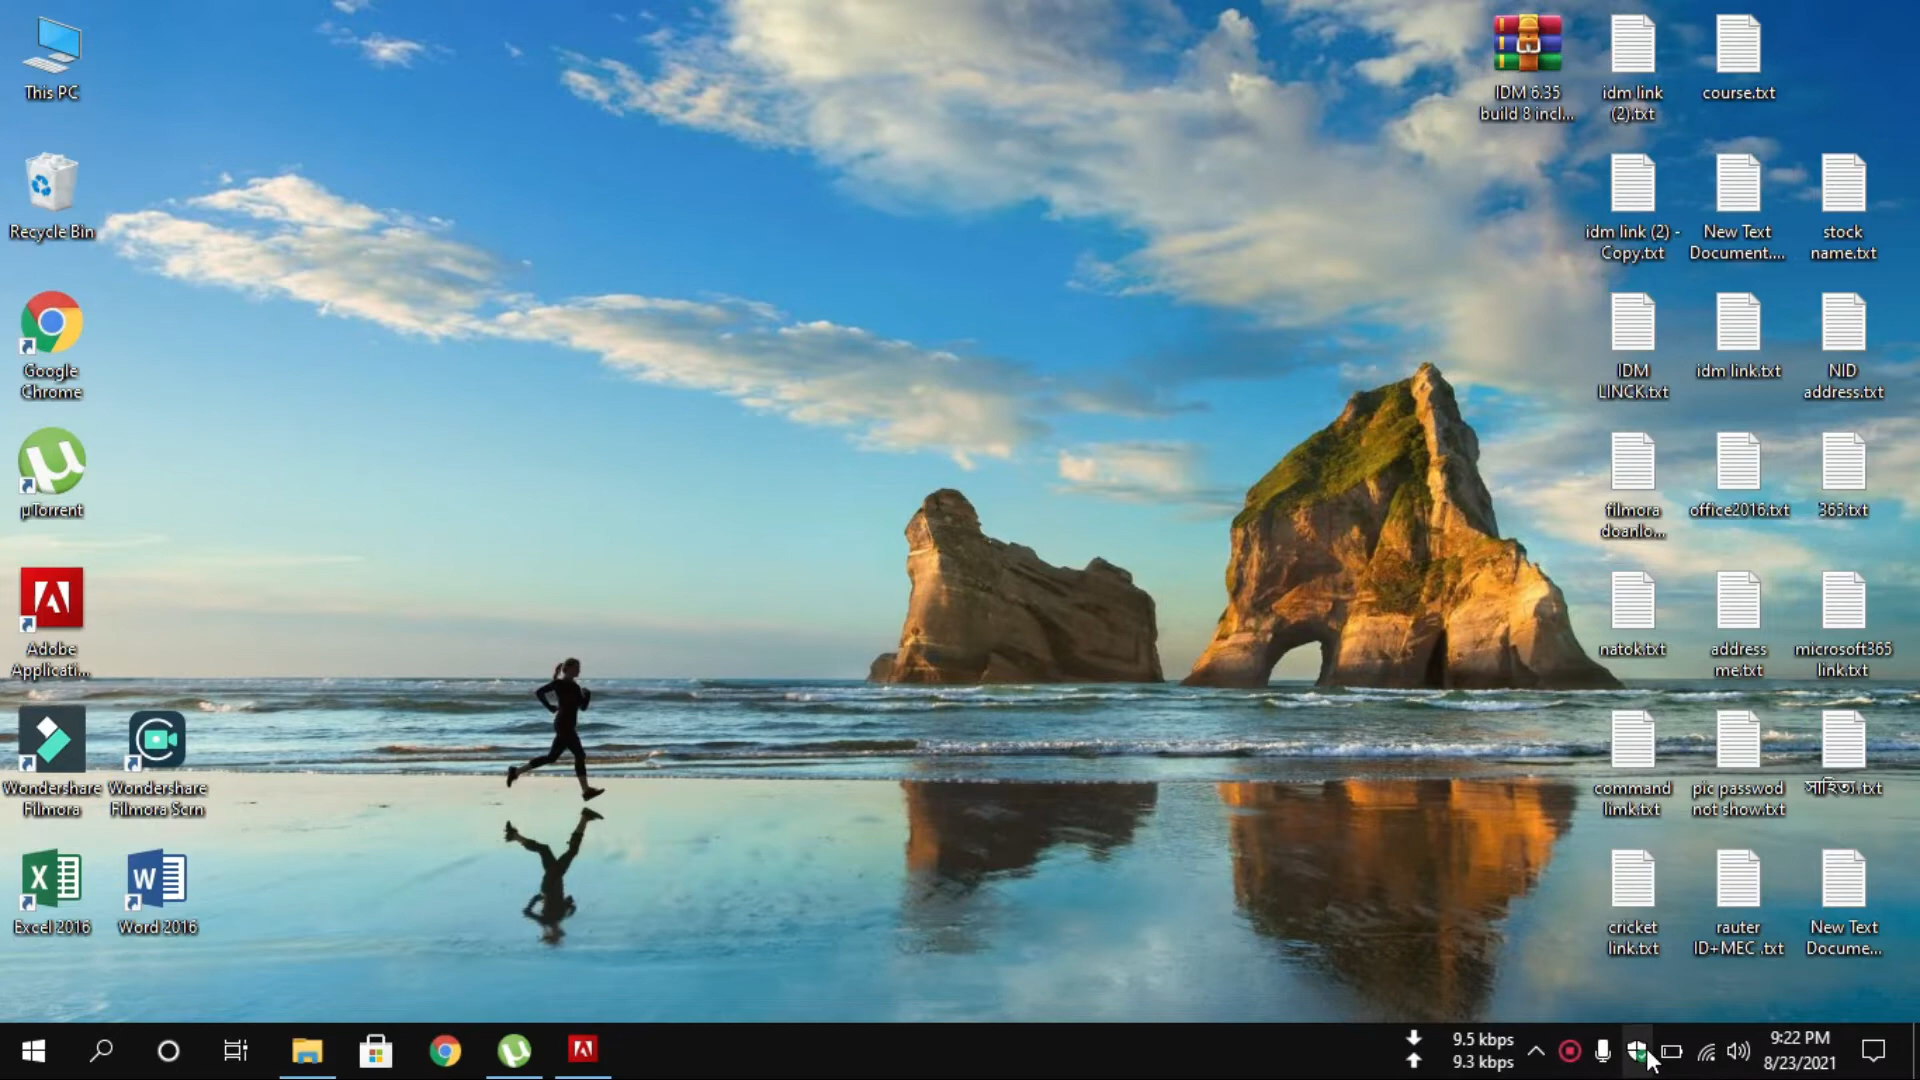 This PC
Recycle Bin
Google
Chrome
µTorrent
Adobe
Applicati...
Wondershare
Filmora
Wondershare
Filmora Scrn
Excel 2016
Word 2016
IDM 6.35
build 8 incl...
idm link
(2).txt
course.txt
idm link (2) -
Copy.txt
New Text
Document....
stock
name.txt
IDM
LINCK.txt
idm link.txt
NID
address.txt
filmora
doanlo...
office2016.txt
365.txt
natok.txt
address
me.txt
microsoft365
link.txt
command
limk.txt
pic passwod
not show.txt
সাহিত্য.txt
cricket
link.txt
rauter
ID+MEC .txt
New Text
Docume...
9.5 kbps
9.3 kbps
9:22 PM
8/23/2021